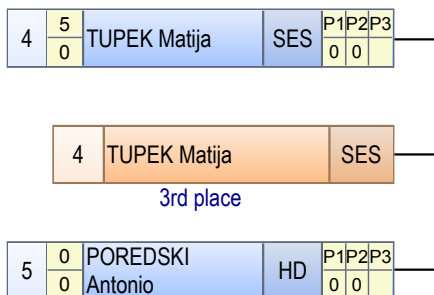 4 5 0 TUPEK Matija SES P1 P2 P3 0 0
4 TUPEK Matija SES
3rd place
5 0 0 POREDSKI Antonio HD P1 P2 P3 0 0